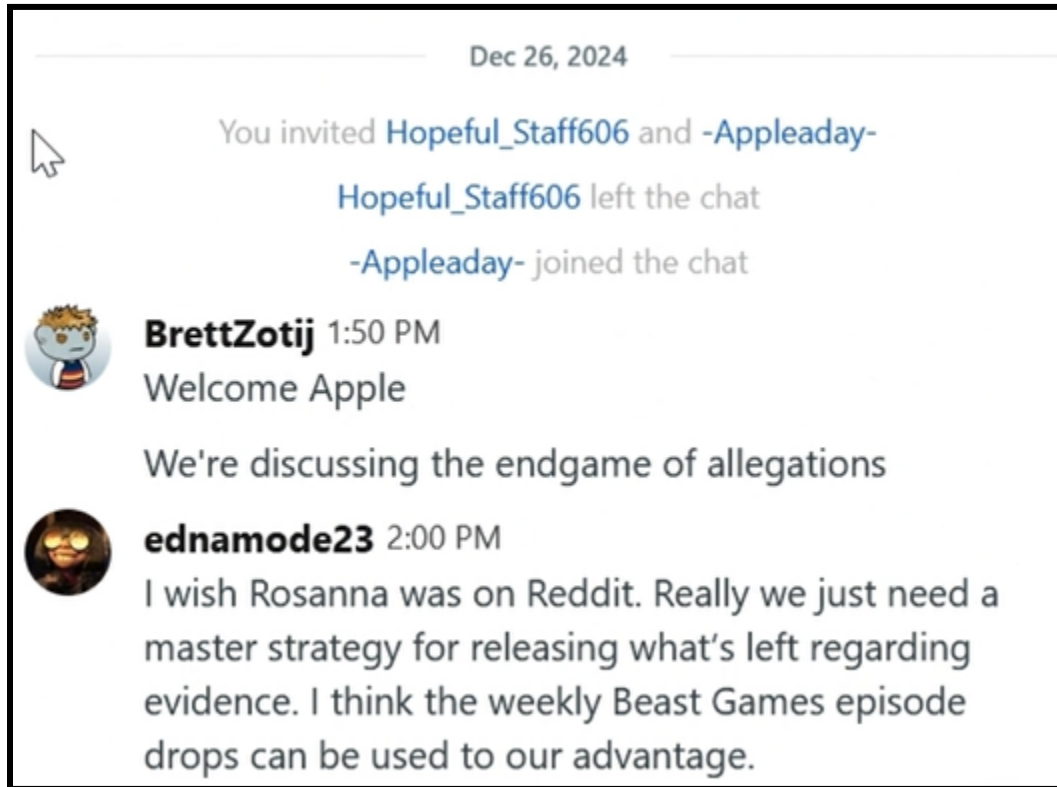 Dec 26, 2024
You invited Hopeful_Staff606 and -Appleaday-
Hopeful_Staff606 left the chat
-Appleaday- joined the chat
BrettZotij 1:50 PM
Welcome Apple
We're discussing the endgame of allegations
ednamode23 2:00 PM
I wish Rosanna was on Reddit. Really we just need a
master strategy for releasing what’s left regarding
evidence. I think the weekly Beast Games episode
drops can be used to our advantage.